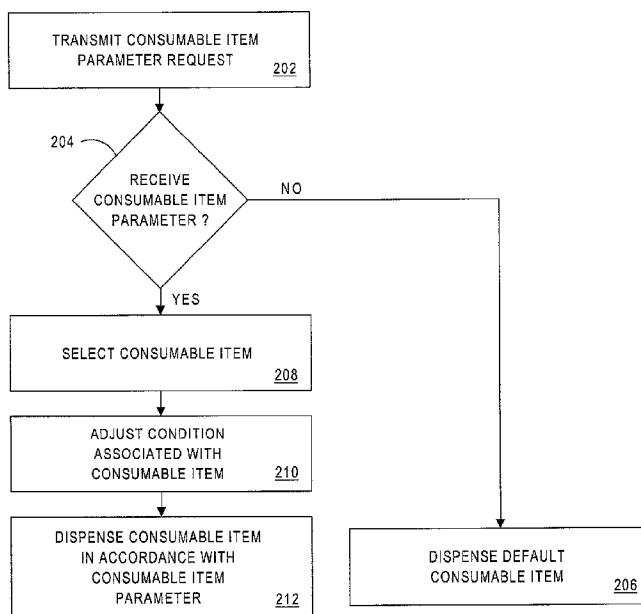 TRANSMIT CONSUMABLE ITEM
PARAMETER REQUEST
202
204
RECEIVE
CONSUMABLE ITEM
PARAMETER ?
NO
YES
SELECT CONSUMABLE ITEM
208
ADJUST CONDITION
ASSOCIATED WITH
CONSUMABLE ITEM
210
DISPENSE CONSUMABLE ITEM
IN ACCORDANCE WITH
CONSUMABLE ITEM
PARAMETER
212
DISPENSE DEFAULT
CONSUMABLE ITEM
206